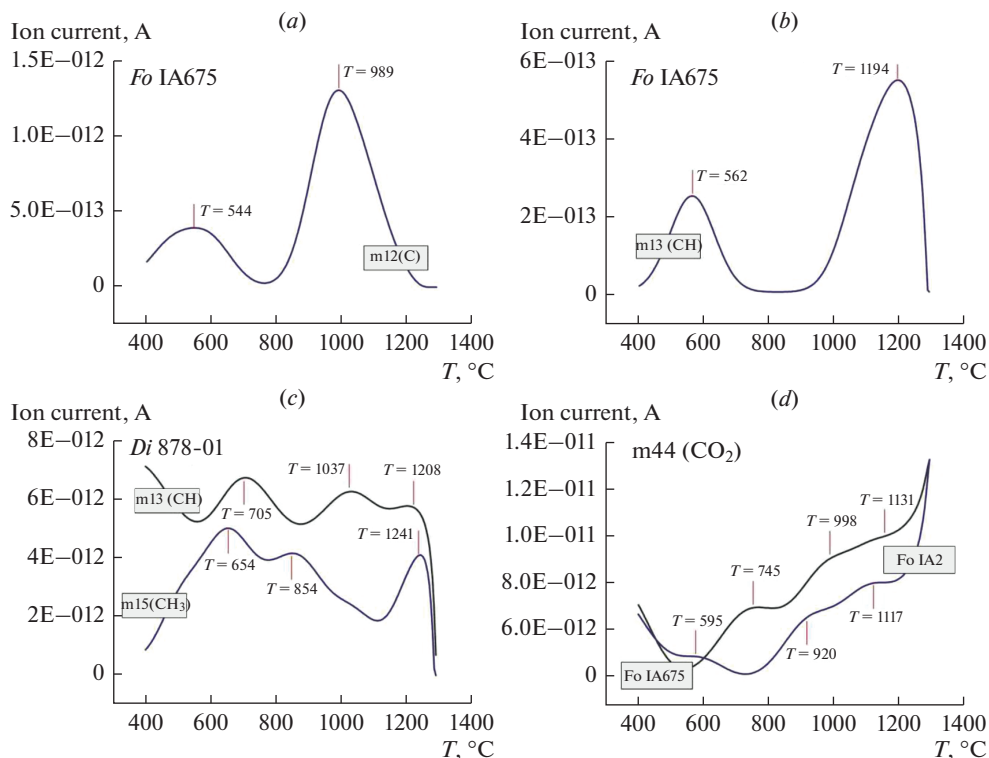 (a)
Ion current, A
1.5E–012
1.0E–012
5.0E–013
0
Fo IA675
T = 989
T = 544
m12(C)
400 600 800 1000 1200 1400
T, °C
(b)
Ion current, A
6E–013
4E–013
2E–013
0
Fo IA675
T = 1194
T = 562
m13 (CH)
400 600 800 1000 1200 1400
T, °C
(c)
Ion current, A
8E–012
6E–012
4E–012
2E–012
0
Di 878-01
T = 1037
T = 1208
m13 (CH)
T = 705
T = 1241
T = 654
T = 854
m15(CH₃)
400 600 800 1000 1200 1400
T, °C
(d)
Ion current, A
1.4E–011
1.2E–011
1.0E–011
8.0E–012
6.0E–012
0
m44 (CO₂)
T = 1131
T = 998
T = 745
Fo IA2
T = 595
T = 1117
T = 920
Fo IA675
400 600 800 1000 1200 1400
T, °C